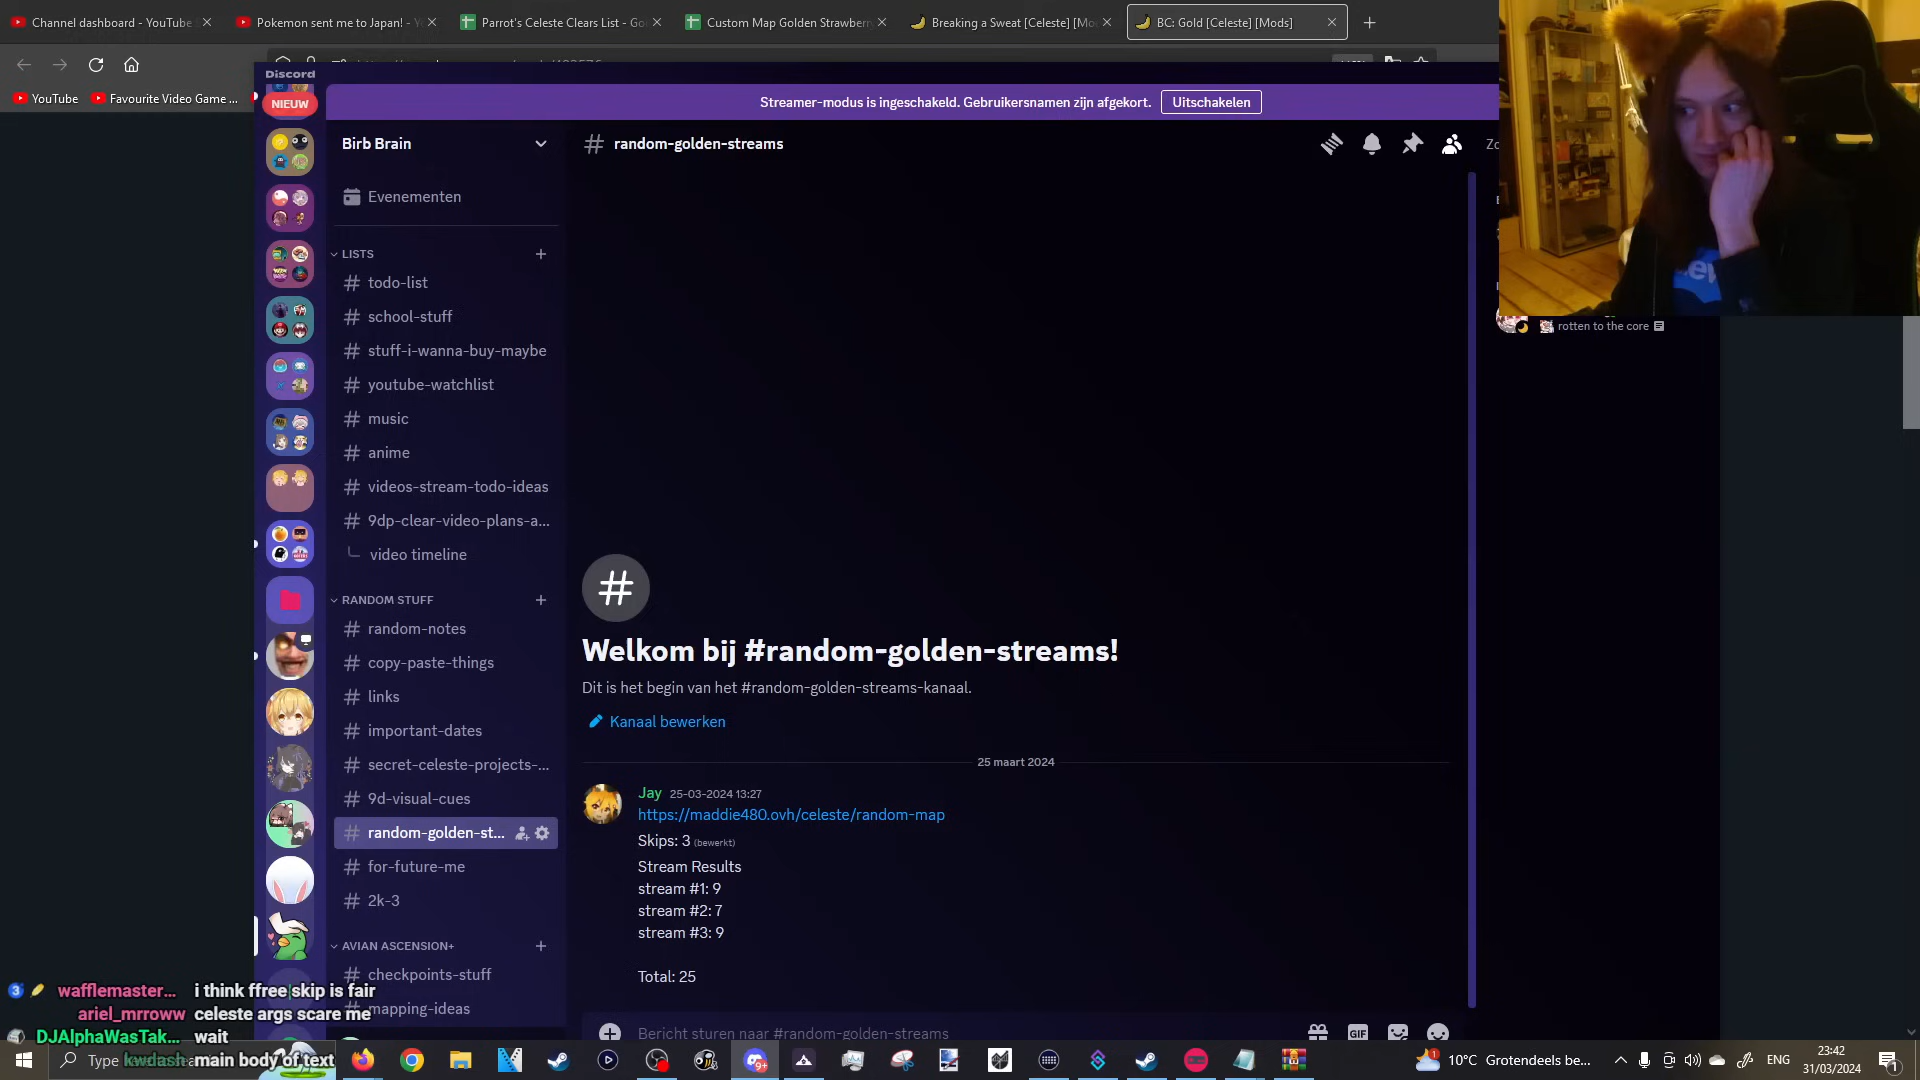 Channel dashboard - YouTube
Pokemon sent me to Japan! - Y
Parrot's Celeste Clears List - Go
Custom Map Golden Strawberr
Breaking a Sweat [Celeste] [Mo
BC: Gold [Celeste] [Mods]
YouTube
Favourite Video Game ...
Discord
NIEUW
Streamer-modus is ingeschakeld. Gebruikersnamen zijn afgekort.
Uitschakelen
Birb Brain
random-golden-streams
Zo
Evenementen
LISTS
todo-list
school-stuff
stuff-i-wanna-buy-maybe
youtube-watchlist
music
anime
videos-stream-todo-ideas
9dp-clear-video-plans-a...
video timeline
RANDOM STUFF
random-notes
copy-paste-things
links
important-dates
secret-celeste-projects-...
9d-visual-cues
random-golden-st...
for-future-me
2k-3
AVIAN ASCENSION+
checkpoints-stuff
mapping-ideas
rotten to the core
Welkom bij #random-golden-streams!
Dit is het begin van het #random-golden-streams-kanaal.
Kanaal bewerken
25 maart 2024
Jay 25-03-2024 13:27
https://maddie480.ovh/celeste/random-map
Skips: 3 (bewerkt)
Stream Results
stream #1: 9
stream #2: 7
stream #3: 9
Total: 25
Bericht sturen naar #random-golden-streams
GIF
3 wafflemaster... i think ffree skip is fair
ariel_mrroww celeste args scare me
DJAlphaWasTak... wait
kwdash main body of text
Type
9+
10°C Grotendeels be...
ENG
23:42
31/03/2024